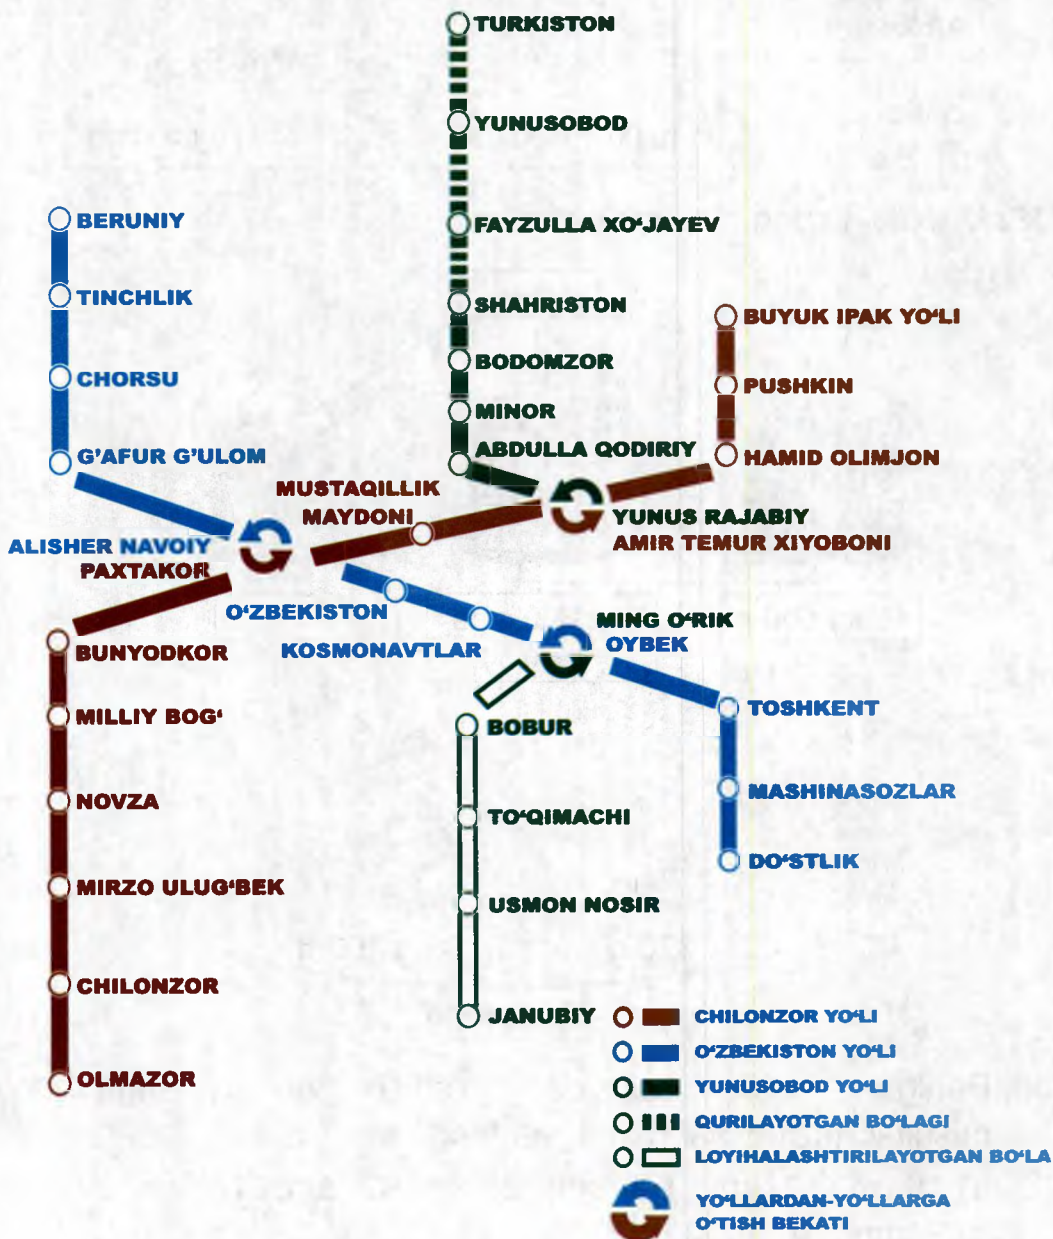 TURKISTON
YUNUSOBOD
FAYZULLA XO‘JAYEV
SHAHRISTON
BODOMZOR
MINOR
ABDULLA QODIRIY
BERUNIY
TINCHLIK
CHORSU
G’AFUR G’ULOM
BUYUK IPAK YO‘LI
PUSHKIN
HAMID OLIMJON
MUSTAQILLIK
MAYDONI
YUNUS RAJABIY
AMIR TEMUR XIYOBONI
ALISHER NAVOIY
PAXTAKOR
O‘ZBEKISTON
KOSMONAVTLAR
MING O‘RIK
OYBEK
BUNYODKOR
MILLIY BOG‘
NOVZA
MIRZO ULUG‘BEK
CHILONZOR
OLMAZOR
BOBUR
TO‘QIMACHI
USMON NOSIR
JANUBIY
TOSHKENT
MASHINASOZLAR
DO‘STLIK
CHILONZOR YO‘LI
O‘ZBEKISTON YO‘LI
YUNUSOBOD YO‘LI
QURILAYOTGAN BO‘LAGI
LOYIHALASHTIRILAYOTGAN BO‘LA
YO‘LLARDAN-YO‘LLARGA
O‘TISH BEKATI